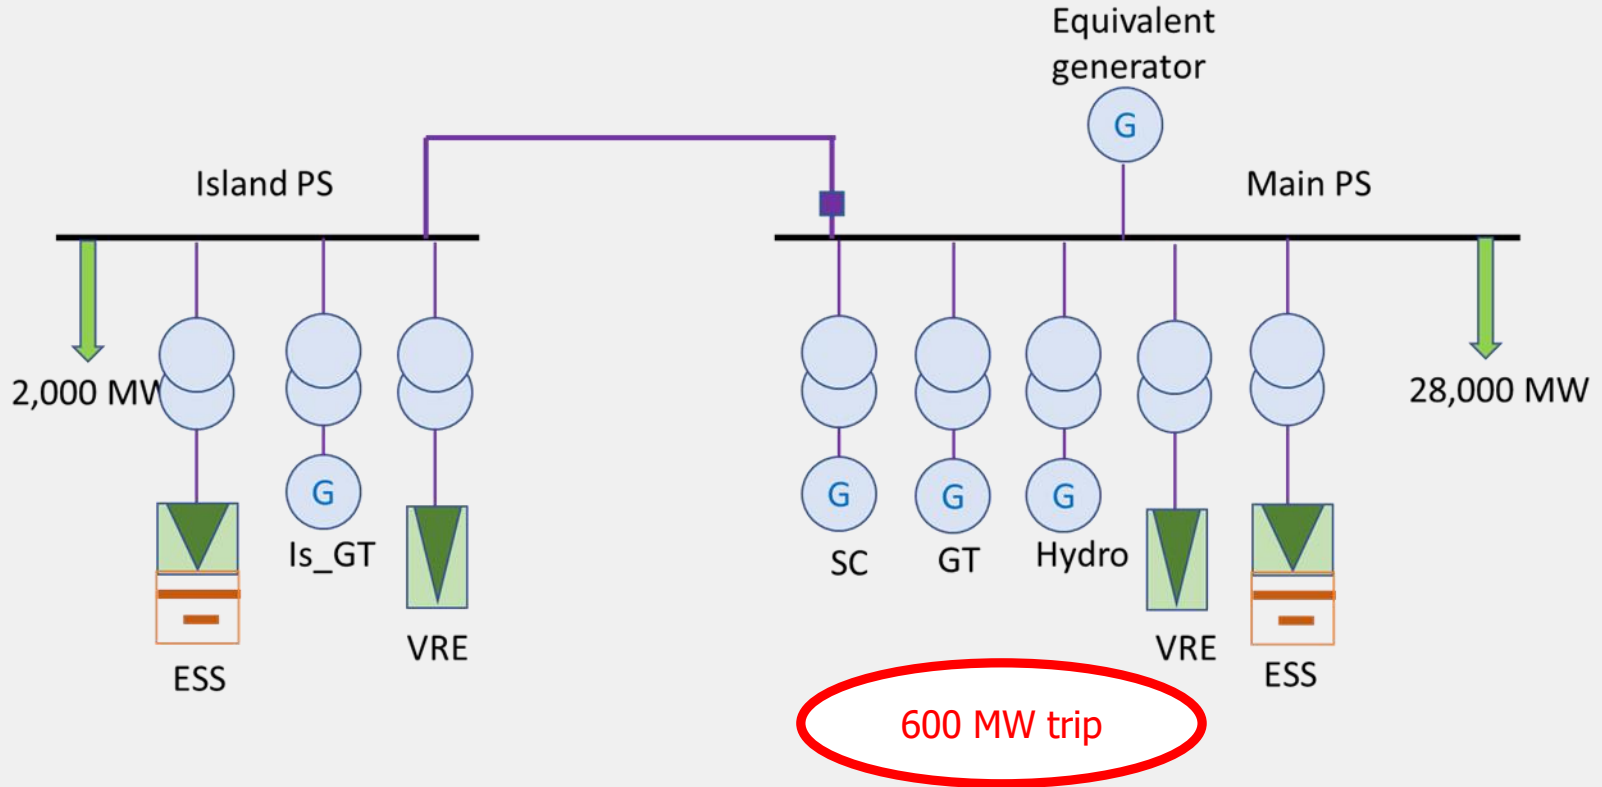 Equivalent
generator
G
Island PS
Main PS
2,000 MW
28,000 MW
G
G
G
G
Is_GT
SC
GT
Hydro
VRE
VRE
ESS
ESS
600 MW trip